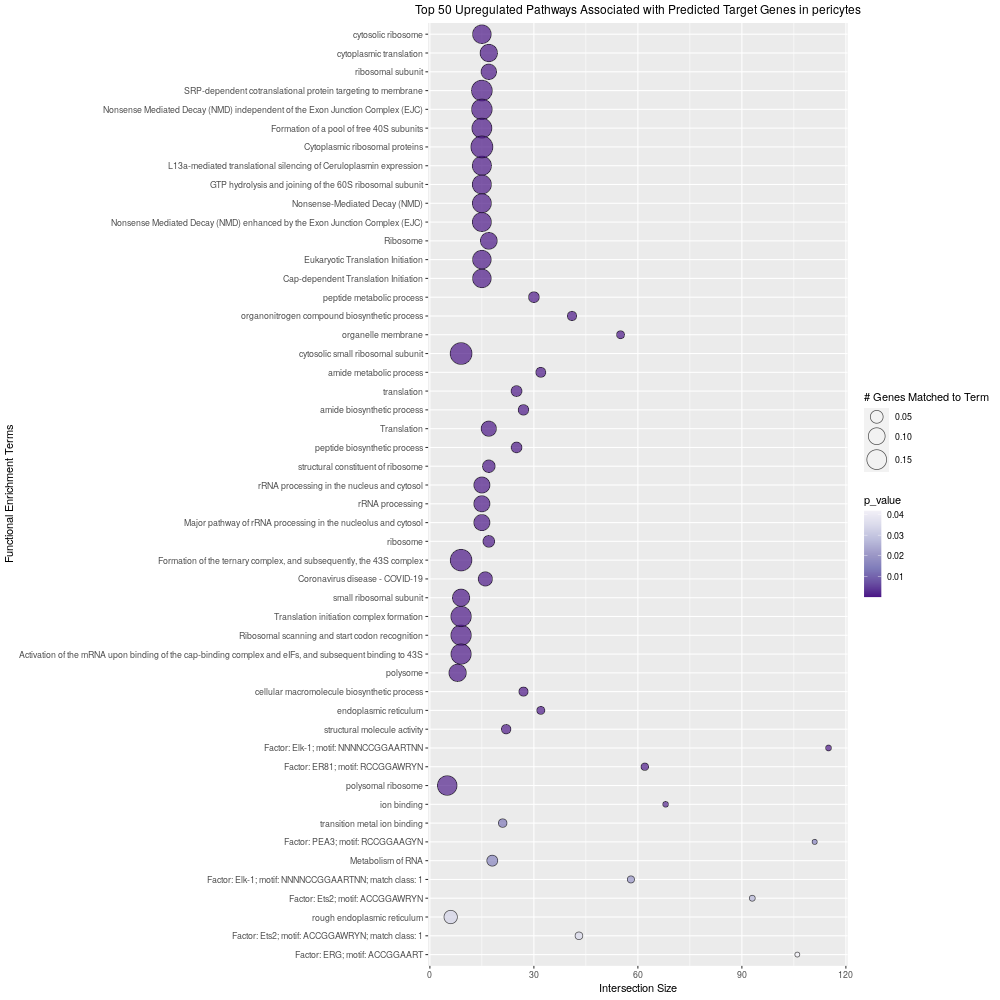 Top 50 Upregulated Pathways Associated with Predicted Target Genes in pericytes
Functional Enrichment Terms
cytosolic ribosome
cytoplasmic translation
ribosomal subunit
SRP-dependent cotranslational protein targeting to membrane
Nonsense Mediated Decay (NMD) independent of the Exon Junction Complex (EJC)
Formation of a pool of free 40S subunits
Cytoplasmic ribosomal proteins
L13a-mediated translational silencing of Ceruloplasmin expression
GTP hydrolysis and joining of the 60S ribosomal subunit
Nonsense-Mediated Decay (NMD)
Nonsense Mediated Decay (NMD) enhanced by the Exon Junction Complex (EJC)
Ribosome
Eukaryotic Translation Initiation
Cap-dependent Translation Initiation
peptide metabolic process
organonitrogen compound biosynthetic process
organelle membrane
cytosolic small ribosomal subunit
amide metabolic process
translation
amide biosynthetic process
Translation
peptide biosynthetic process
structural constituent of ribosome
rRNA processing in the nucleus and cytosol
rRNA processing
Major pathway of rRNA processing in the nucleolus and cytosol
ribosome
Formation of the ternary complex, and subsequently, the 43S complex
Coronavirus disease - COVID-19
small ribosomal subunit
Translation initiation complex formation
Ribosomal scanning and start codon recognition
Activation of the mRNA upon binding of the cap-binding complex and eIFs, and subsequent binding to 43S
polysome
cellular macromolecule biosynthetic process
endoplasmic reticulum
structural molecule activity
Factor: Elk-1; motif: NNNNCCGGAARTNN
Factor: ER81; motif: RCCGGAWRYN
polysomal ribosome
ion binding
transition metal ion binding
Factor: PEA3; motif: RCCGGAAGYN
Metabolism of RNA
Factor: Elk-1; motif: NNNNCCGGAARTNN; match class: 1
Factor: Ets2; motif: ACCGGAWRYN
rough endoplasmic reticulum
Factor: Ets2; motif: ACCGGAWRYN; match class: 1
Factor: ERG; motif: ACCGGAART
0 30 60 90 120
Intersection Size
# Genes Matched to Term
0.05
0.10
0.15
p_value
0.04
0.03
0.02
0.01